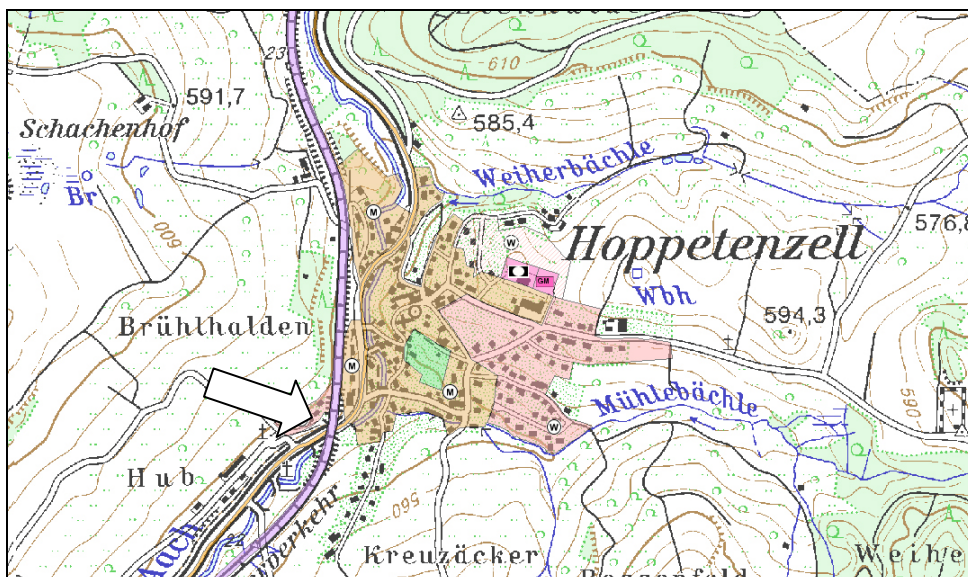 23
610
591,7
585,4
Schachenhof
Weiherbächle
Br
M
600
W
Hoppetenzell
576,8
GM
Wbh
594,3
Brühlhalden
M
M
590
Mühlebächle
W
Hub
560
Aach
Kreuzäcker